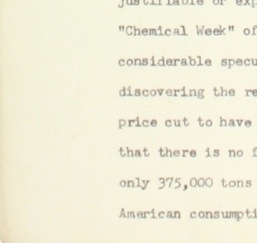 justifiable or exp
"Chemical Week" of
considerable specu
discovering the re
price cut to have
that there is no f
only 375,000 tons
American consumpti